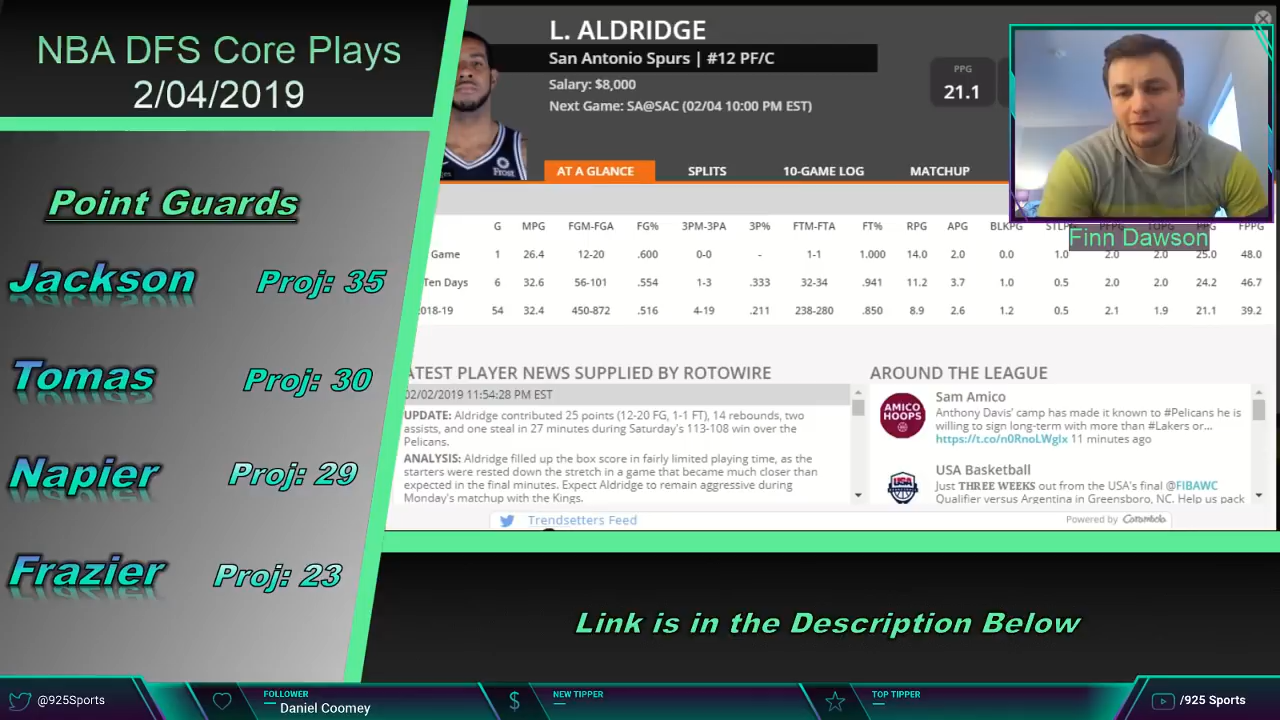 NBA DFS Core Plays
2/04/2019
Point Guards
Jackson Proj: 35
Tomas Proj: 30
Napier Proj: 29
Frazier Proj: 23
L. ALDRIDGE
San Antonio Spurs | #12 PF/C
Salary: $8,000
Next Game: SA@SAC (02/04 10:00 PM EST)
PPG
21.1
AT A GLANCE SPLITS 10-GAME LOG MATCHUP
Finn Dawson
G MPG FGM-FGA FG% 3PM-3PA 3P% FTM-FTA FT% RPG APG BLKPG FPPG
Game 1 26.4 12-20 .600 0-0 - 1-1 1.000 14.0 2.0 0.0 1.0 2.0 2.0 25.0 48.0
Ten Days 6 32.6 56-101 .554 1-3 .333 32-34 .941 11.2 3.7 1.0 0.5 2.0 2.0 24.2 46.7
2018-19 54 32.4 450-872 .516 4-19 .211 238-280 .850 8.9 2.6 1.2 0.5 2.1 1.9 21.1 39.2
ATEST PLAYER NEWS SUPPLIED BY ROTOWIRE
02/02/2019 11:54:28 PM EST
UPDATE: Aldridge contributed 25 points (12-20 FG, 1-1 FT), 14 rebounds, two
assists, and one steal in 27 minutes during Saturday's 113-108 win over the
Pelicans.
ANALYSIS: Aldridge filled up the box score in fairly limited playing time, as the
starters were rested down the stretch in a game that became much closer than
expected in the final minutes. Expect Aldridge to remain aggressive during
Monday's matchup with the Kings.
AROUND THE LEAGUE
Sam Amico
AMICO
HOOPS
Anthony Davis' camp has made it known to #Pelicans he is
willing to sign long-term with more than #Lakers or...
https://t.co/n0RnoLWglx 11 minutes ago
USA Basketball
Just THREE WEEKS out from the USA's final @FIBAWC
Qualifier versus Argentina in Greensboro, NC. Help us pack
Trendsetters Feed
Powered by Carambola
Link is in the Description Below
@925Sports
FOLLOWER
Daniel Coomey
NEW TIPPER
TOP TIPPER
/925 Sports